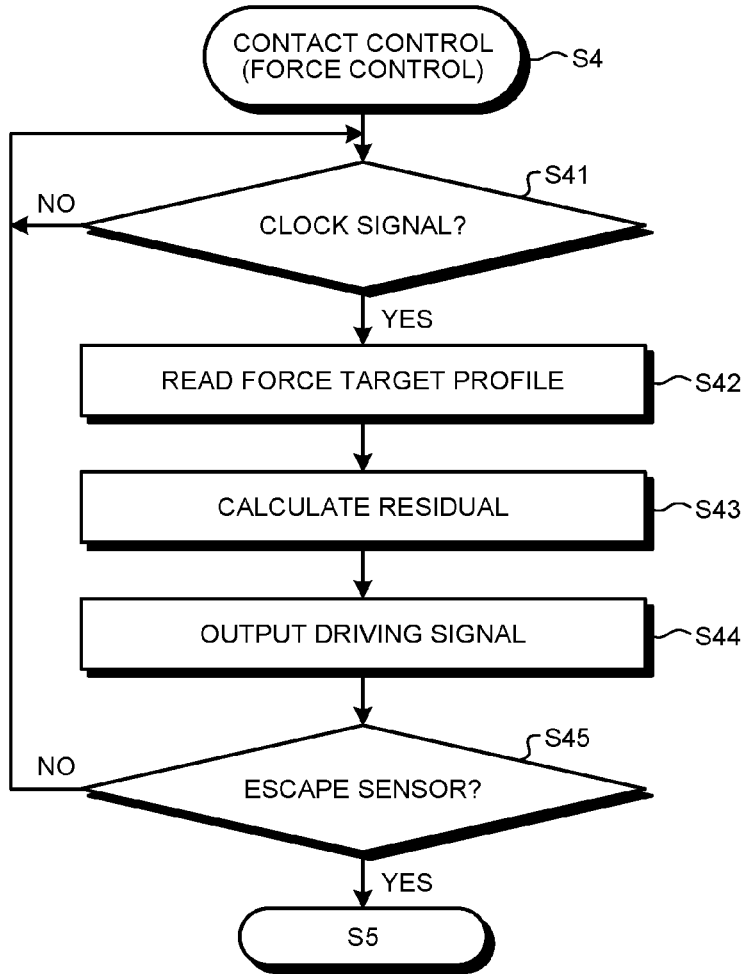 CONTACT CONTROL
(FORCE CONTROL)
S4
S41
NO
CLOCK SIGNAL?
YES
READ FORCE TARGET PROFILE
S42
CALCULATE RESIDUAL
S43
OUTPUT DRIVING SIGNAL
S44
S45
NO
ESCAPE SENSOR?
YES
S5